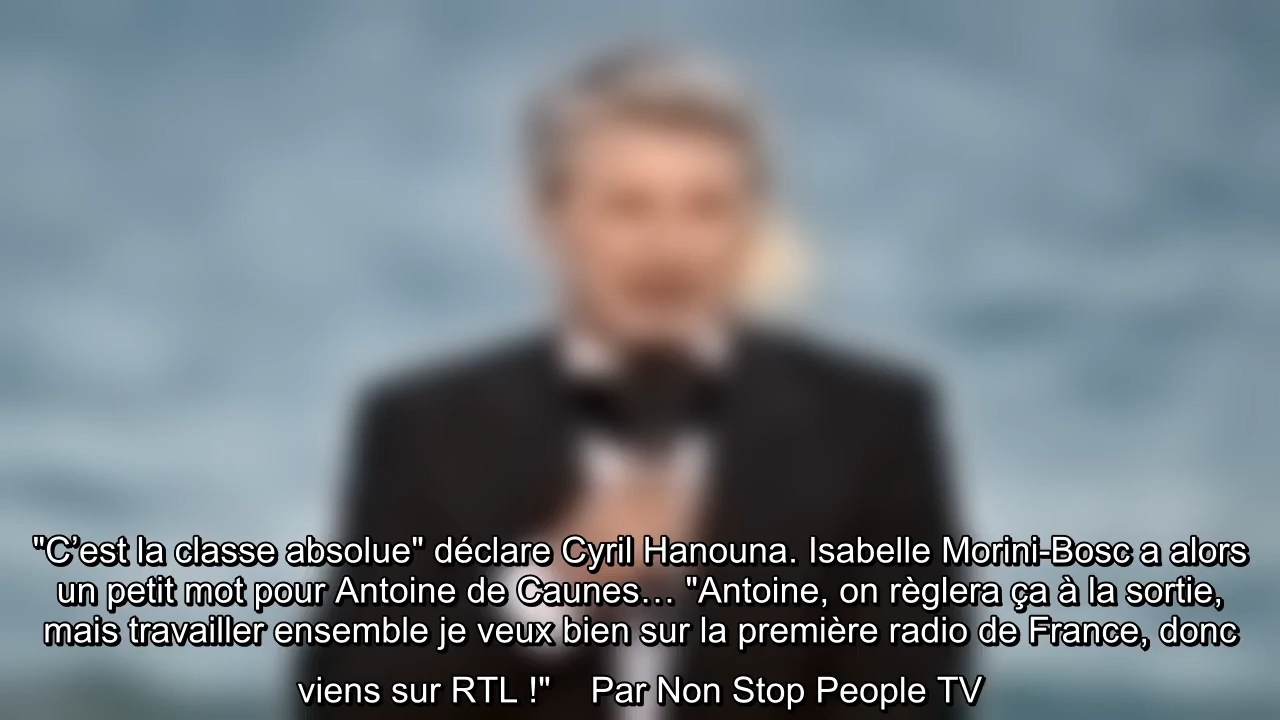 "C’est la classe absolue" déclare Cyril Hanouna. Isabelle Morini-Bosc a alors
un petit mot pour Antoine de Caunes… "Antoine, on règlera ça à la sortie,
mais travailler ensemble je veux bien sur la première radio de France, donc
viens sur RTL !"    Par Non Stop People TV